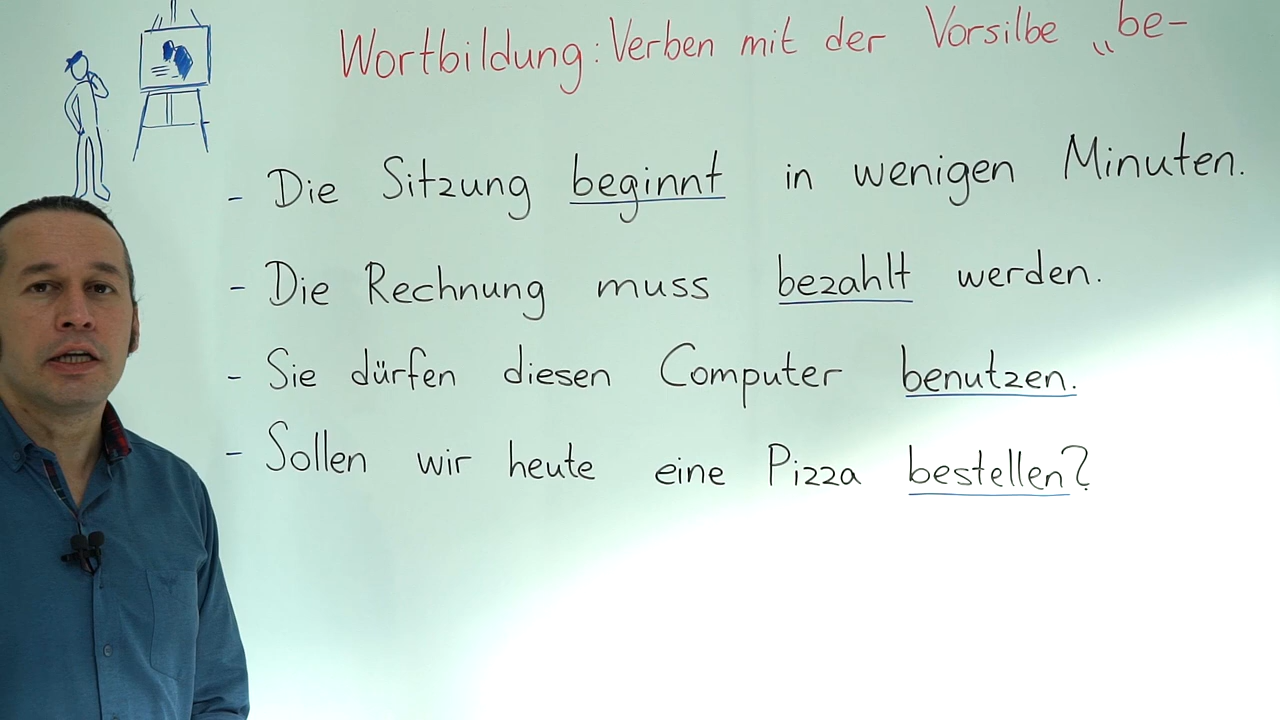 Wortbildung: Verben mit der Vorsilbe „be-
- Die Sitzung beginnt in wenigen Minuten.
- Die Rechnung muss bezahlt werden.
- Sie dürfen diesen Computer benutzen.
- Sollen wir heute eine Pizza bestellen?